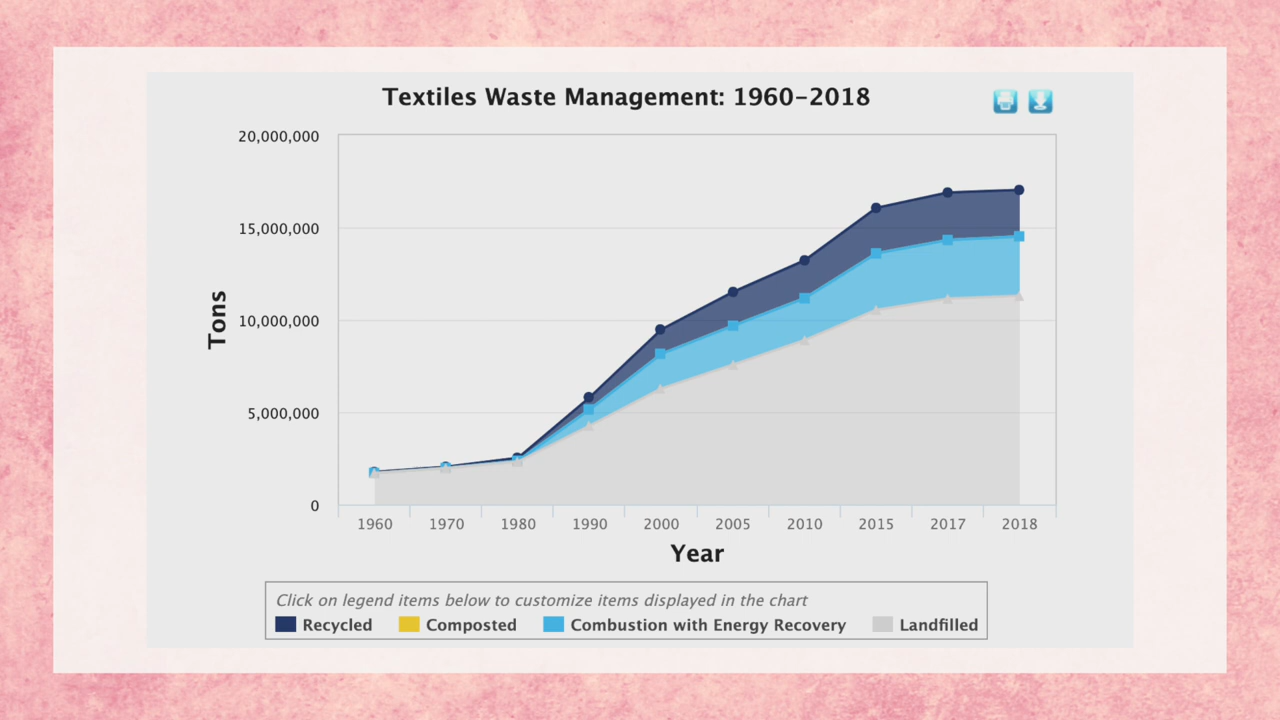 Textiles Waste Management: 1960–2018
20,000,000
15,000,000
10,000,000
5,000,000
0
Tons
1960 1970 1980 1990 2000 2005 2010 2015 2017 2018
Year
Click on legend items below to customize items displayed in the chart
Recycled Composted Combustion with Energy Recovery Landfilled